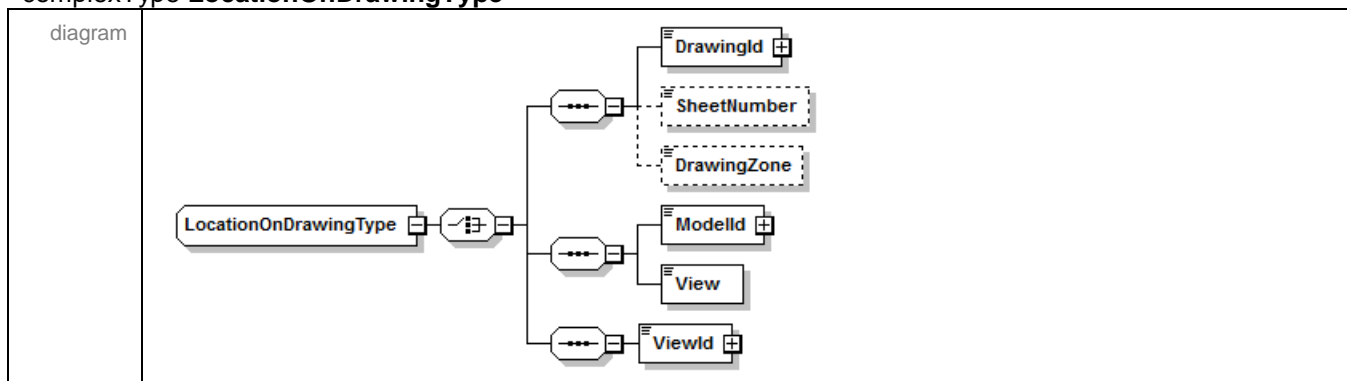 complexType LocationOnDrawingType
diagram
DrawingId
SheetNumber
DrawingZone
LocationOnDrawingType
ModelId
View
ViewId